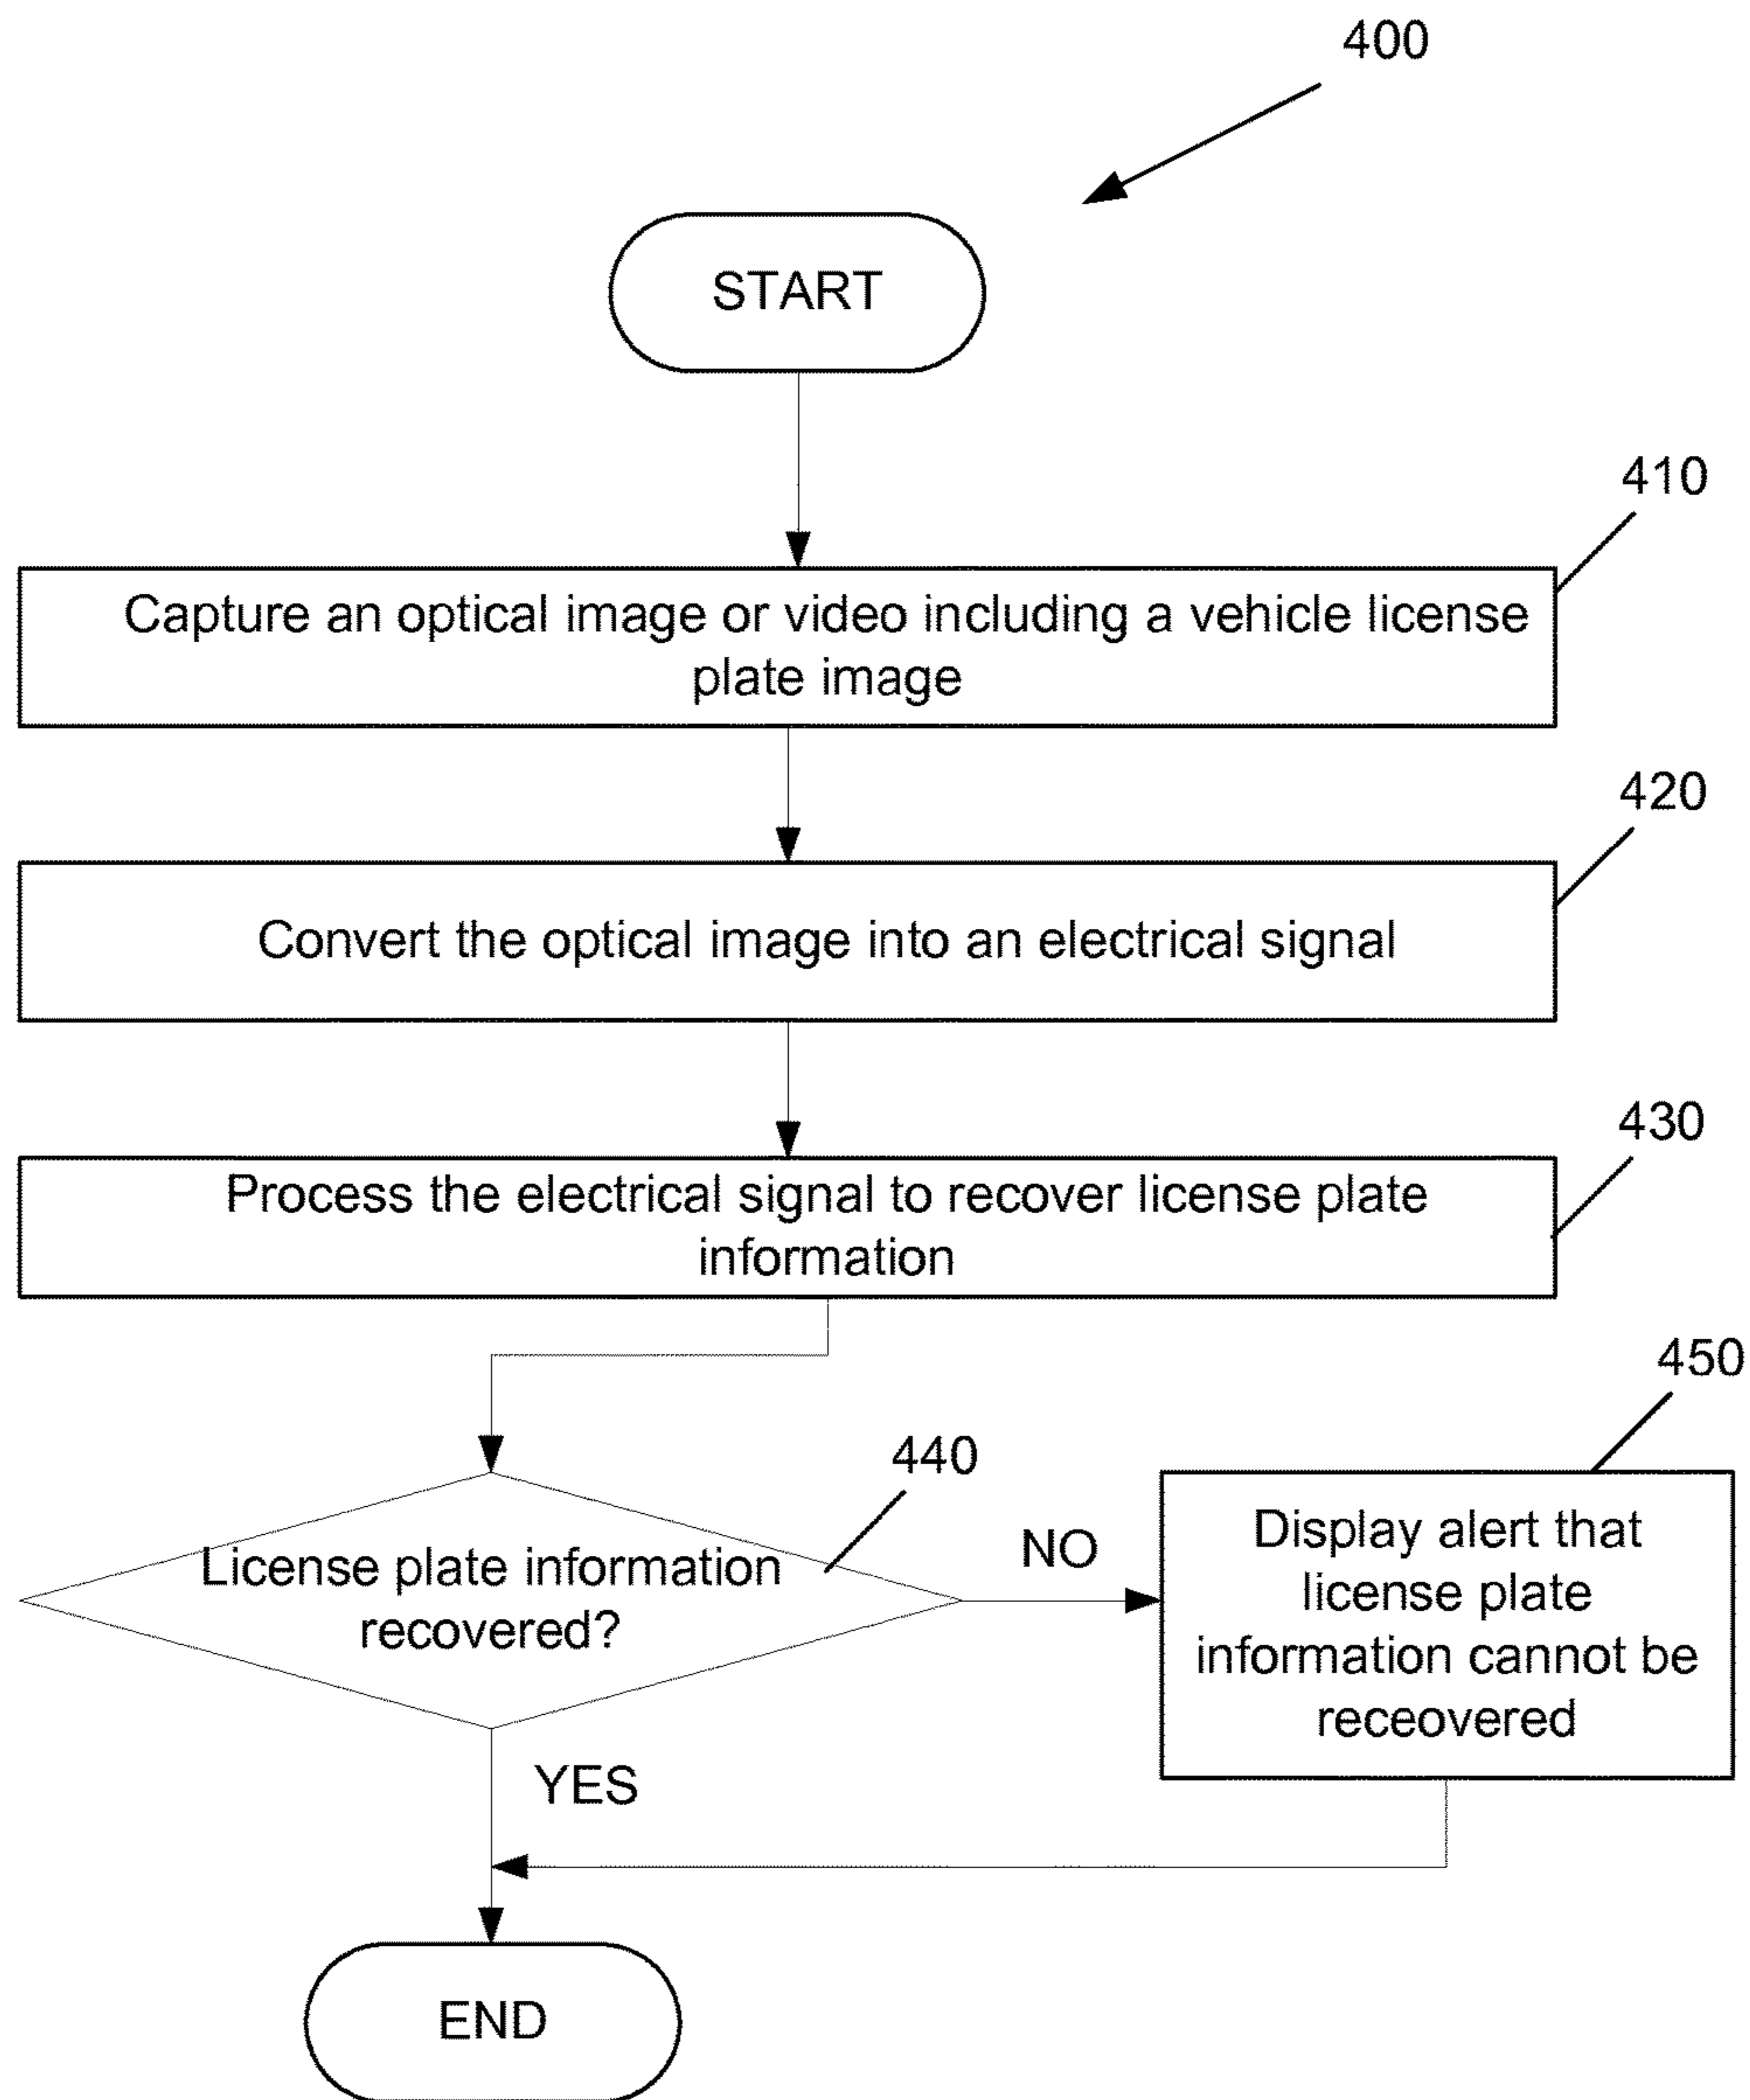 400
START
410
Capture an optical image or video including a vehicle license
plate image
420
Convert the optical image into an electrical signal
430
Process the electrical signal to recover license plate
information
440
License plate information
recovered?
NO
450
Display alert that
license plate
information cannot be
receovered
YES
END